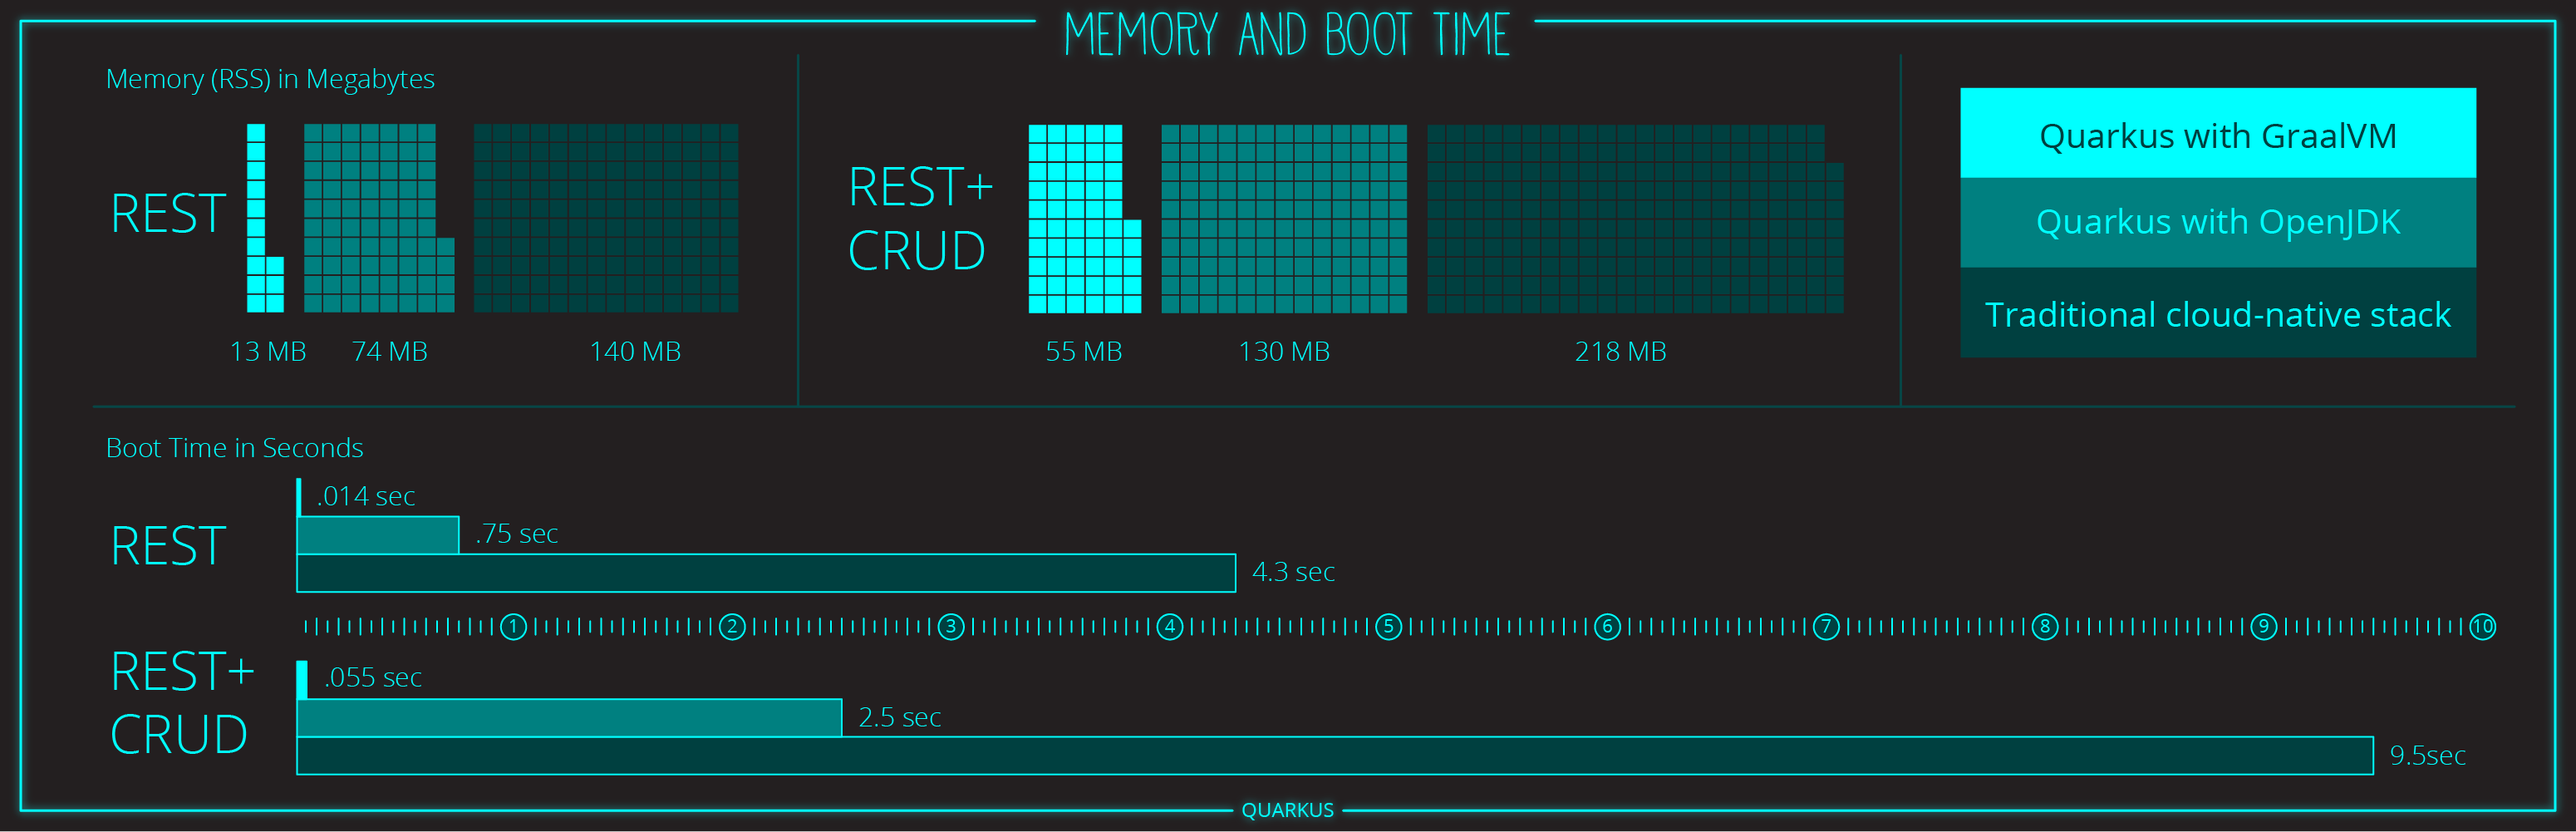 MEMORY AND BOOT TIME
Memory (RSS) in Megabytes
REST
13 MB
74 MB
140 MB
REST+
CRUD
55 MB
130 MB
218 MB
Quarkus with GraalVM
Quarkus with OpenJDK
Traditional cloud-native stack
Boot Time in Seconds
REST
.014 sec
.75 sec
4.3 sec
1 2 3 4 5 6 7 8 9 10
REST+
CRUD
.055 sec
2.5 sec
9.5sec
QUARKUS